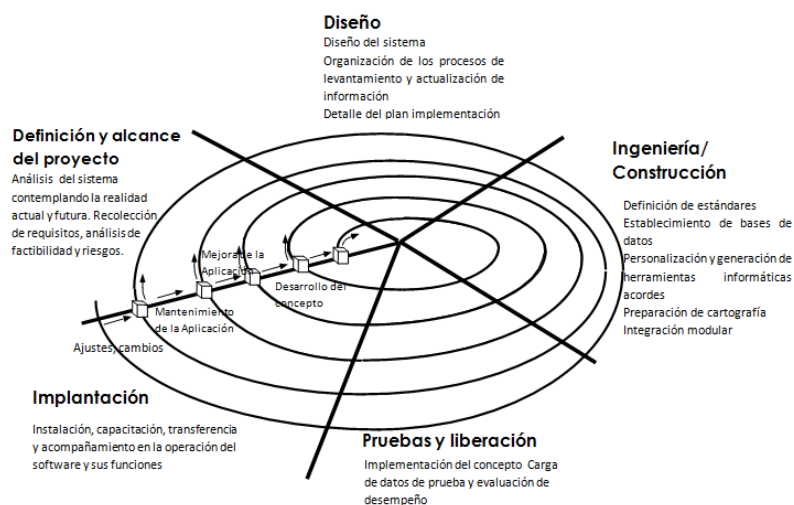 Diseño
Diseño del sistema
Organización de los procesos de
levantamiento y actualización de
información
Detalle del plan implementación
Definición y alcance
del proyecto
Análisis del sistema
contemplando la realidad
actual y futura. Recolección
de requisitos, análisis de
factibilidad y riesgos.
Ingeniería/
Construcción
Definición de estándares
Establecimiento de bases de
datos
Personalización y generación de
herramientas informáticas
acordes
Preparación de cartografía
Integración modular
Mejora de la
Aplicación
Desarrollo del
concepto
Mantenimiento
de la Aplicación
Ajustes, cambios
Implantación
Instalación, capacitación, transferencia
y acompañamiento en la operación del
software y sus funciones
Pruebas y liberación
Implementación del concepto Carga
de datos de prueba y evaluación de
desempeño